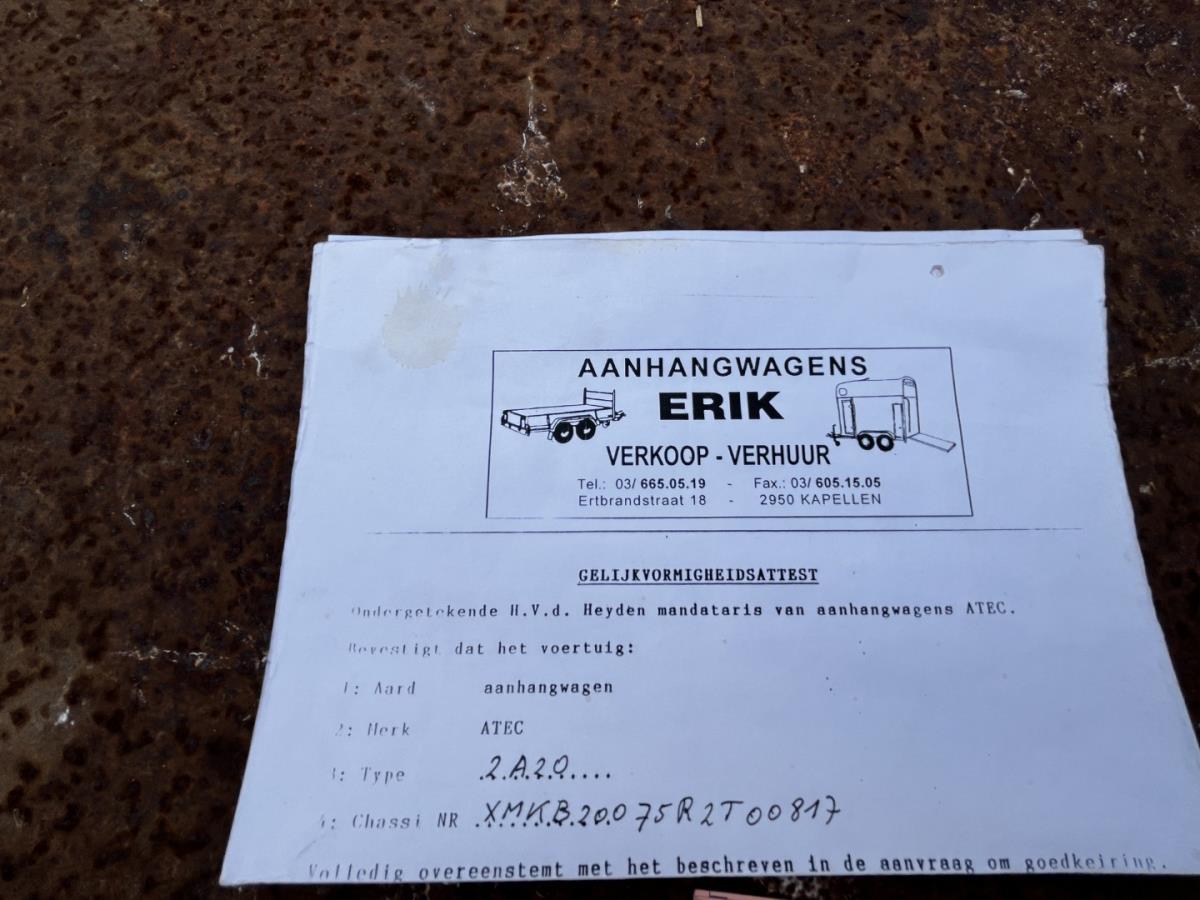 AANHANGWAGENS
ERIK
VERKOOP - VERHUUR
Tel.: 03/ 665.05.19 - Fax.: 03/ 605.15.05
Ertbrandstraat 18 - 2950 KAPELLEN
GELIJKVORMIGHEIDSATTEST
Ondergetekende H.V.d. Heyden mandataris van aanhangwagens ATEC.
Bevestigt dat het voertuig:
1: Aard aanhangwagen
2: Merk ATEC
3: Type 2A20....
4: Chassi NR XMKB20075R2T00817
Volledig overeenstemt met het beschreven in de aanvraag om goedkeiring.